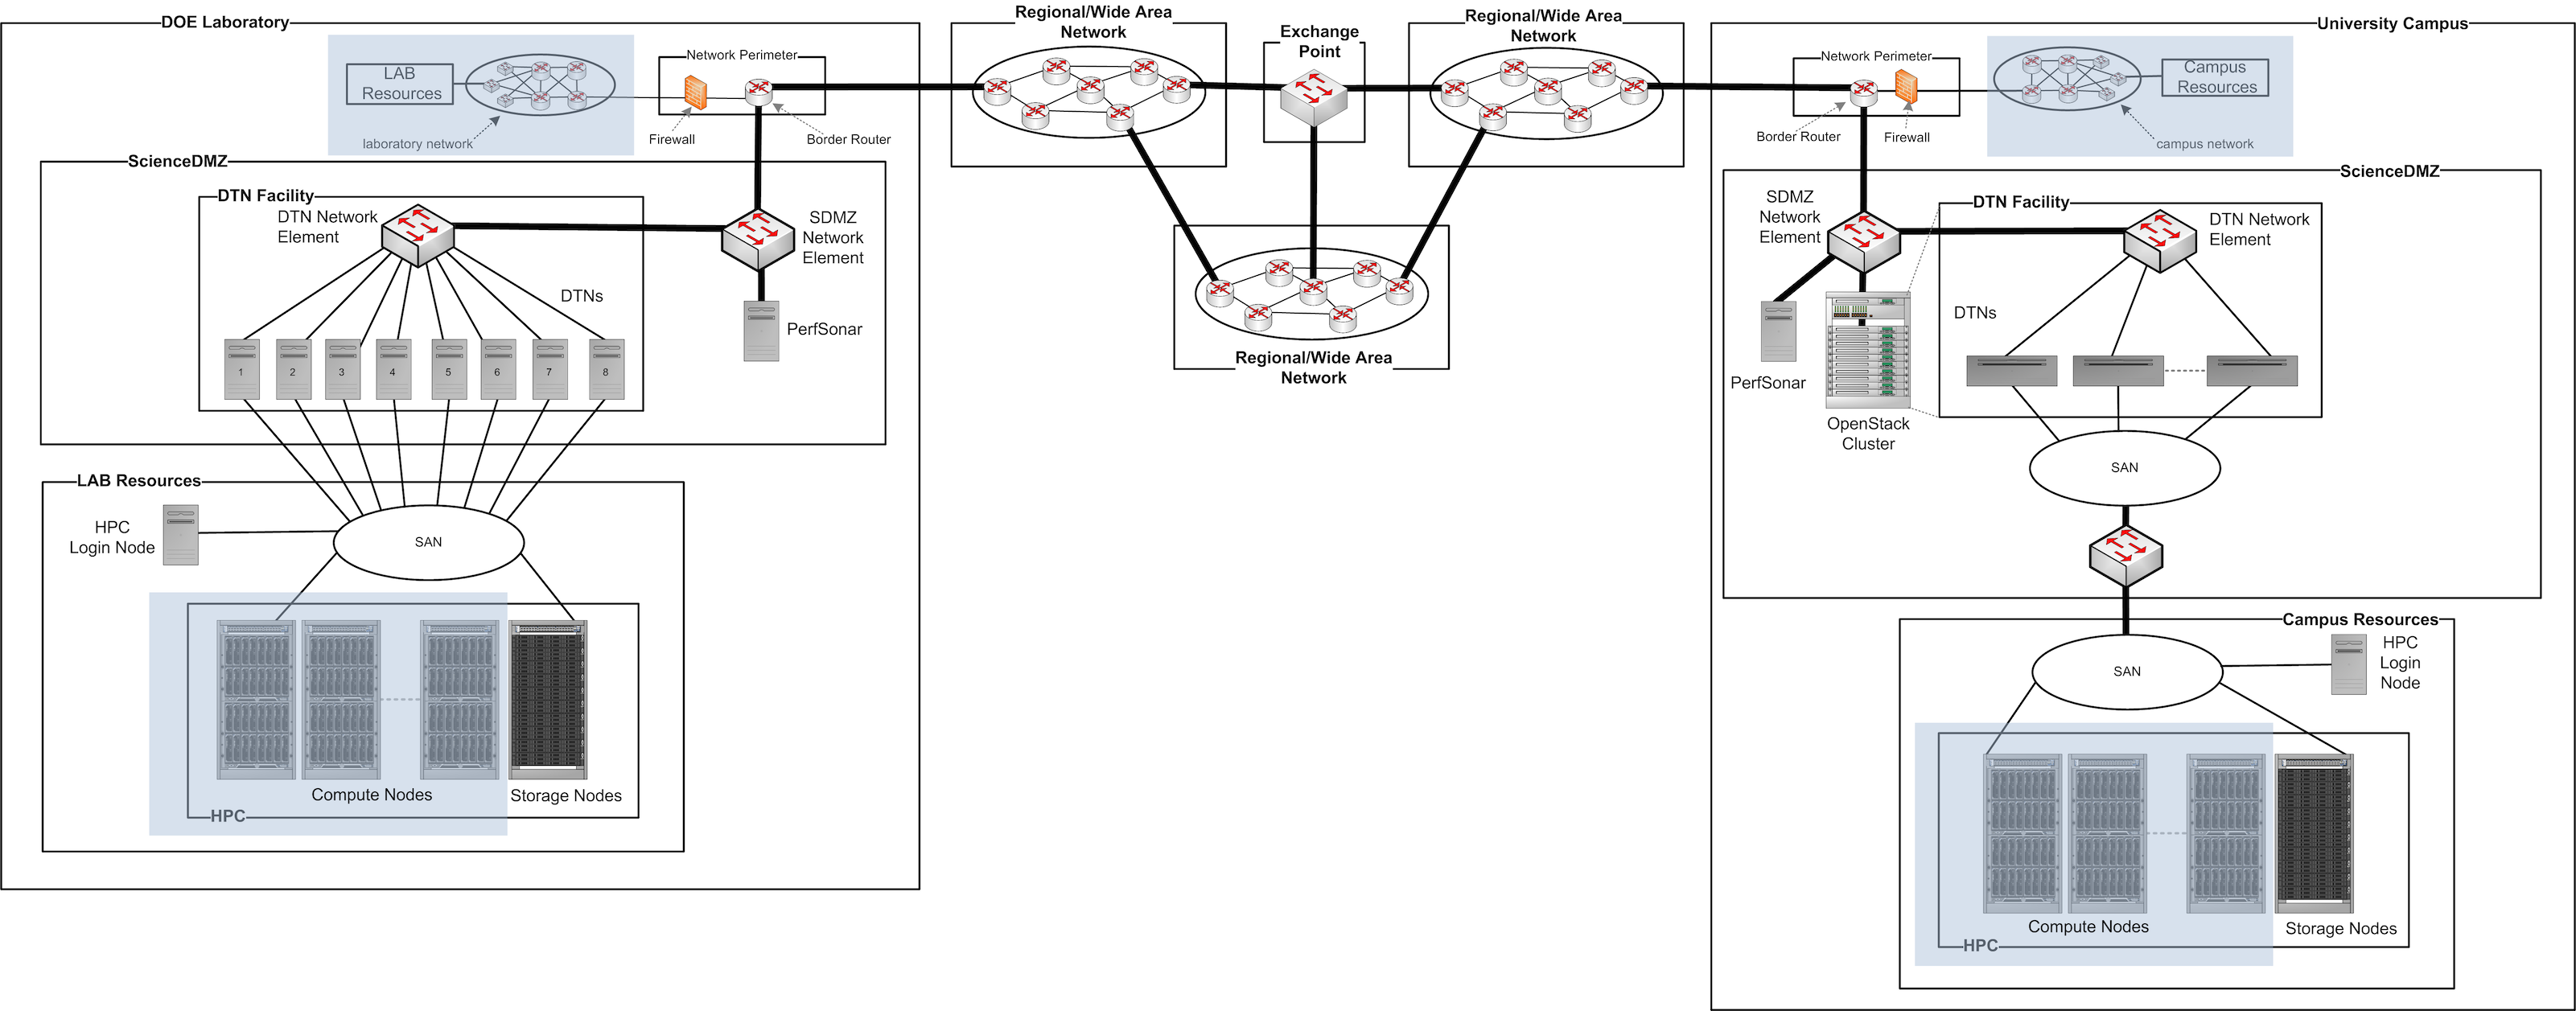 DOE Laboratory
LAB
Resources
laboratory network
Network Perimeter
Firewall
Border Router
ScienceDMZ
DTN Facility
DTN Network
Element
SDMZ
Network
Element
DTNs
PerfSonar
1
2
3
4
5
6
7
8
LAB Resources
HPC
Login Node
SAN
Compute Nodes
Storage Nodes
HPC
Regional/Wide Area
Network
Exchange
Point
Regional/Wide Area
Network
Regional/Wide Area
Network
University Campus
Network Perimeter
Border Router
Firewall
Campus
Resources
campus network
ScienceDMZ
SDMZ
Network
Element
DTN Facility
DTN Network
Element
DTNs
PerfSonar
OpenStack
Cluster
SAN
Campus Resources
SAN
HPC
Login
Node
Compute Nodes
Storage Nodes
HPC